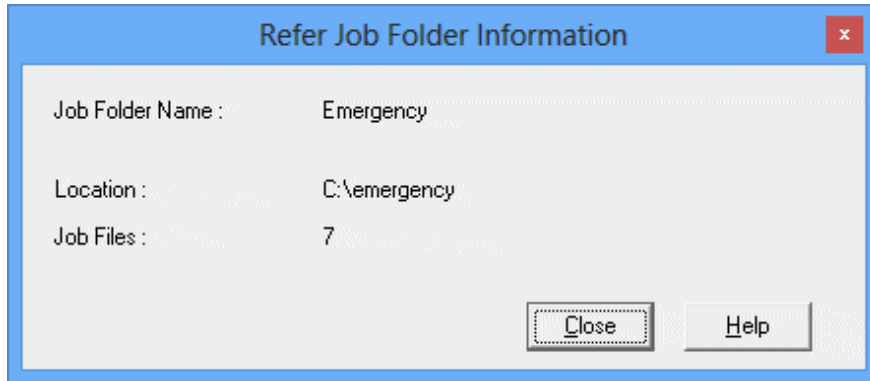 Refer Job Folder Information
x
Job Folder Name : Emergency
Location : C:\emergency
Job Files : 7
Close Help